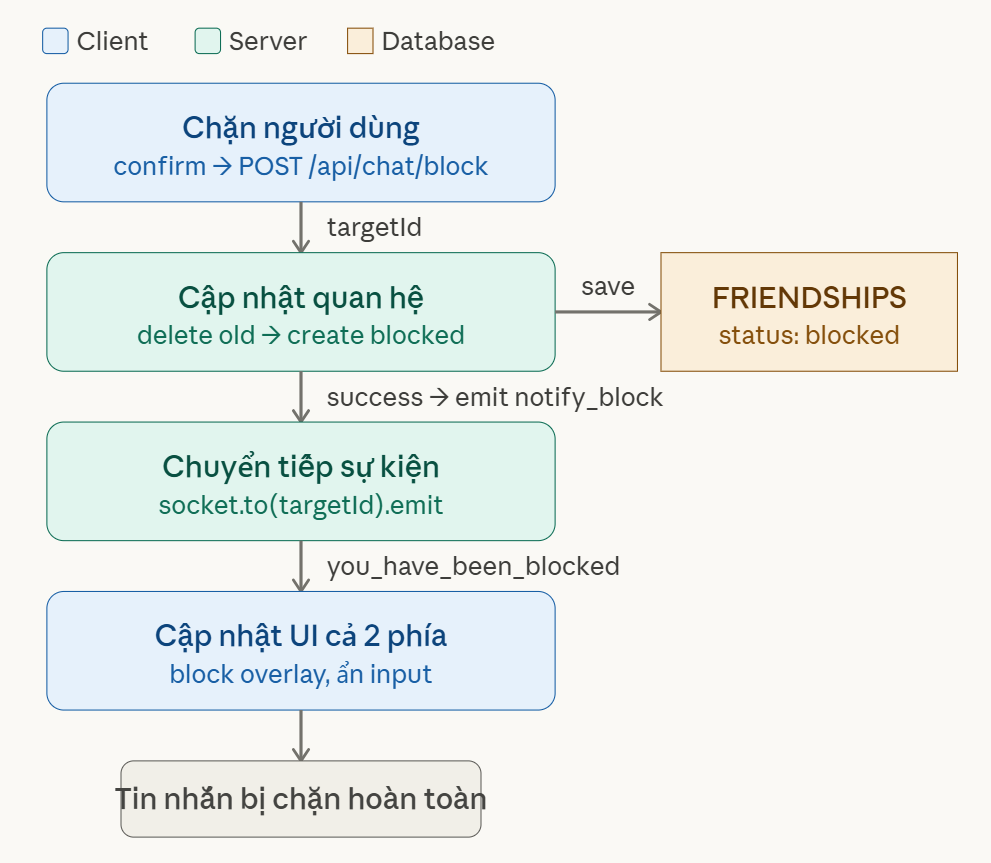 Client
Server
Database
Chặn người dùng
confirm → POST /api/chat/block
targetId
Cập nhật quan hệ
delete old → create blocked
save
FRIENDSHIPS
status: blocked
success → emit notify_block
Chuyển tiếp sự kiện
socket.to(targetId).emit
you_have_been_blocked
Cập nhật UI cả 2 phía
block overlay, ẩn input
Tin nhắn bị chặn hoàn toàn